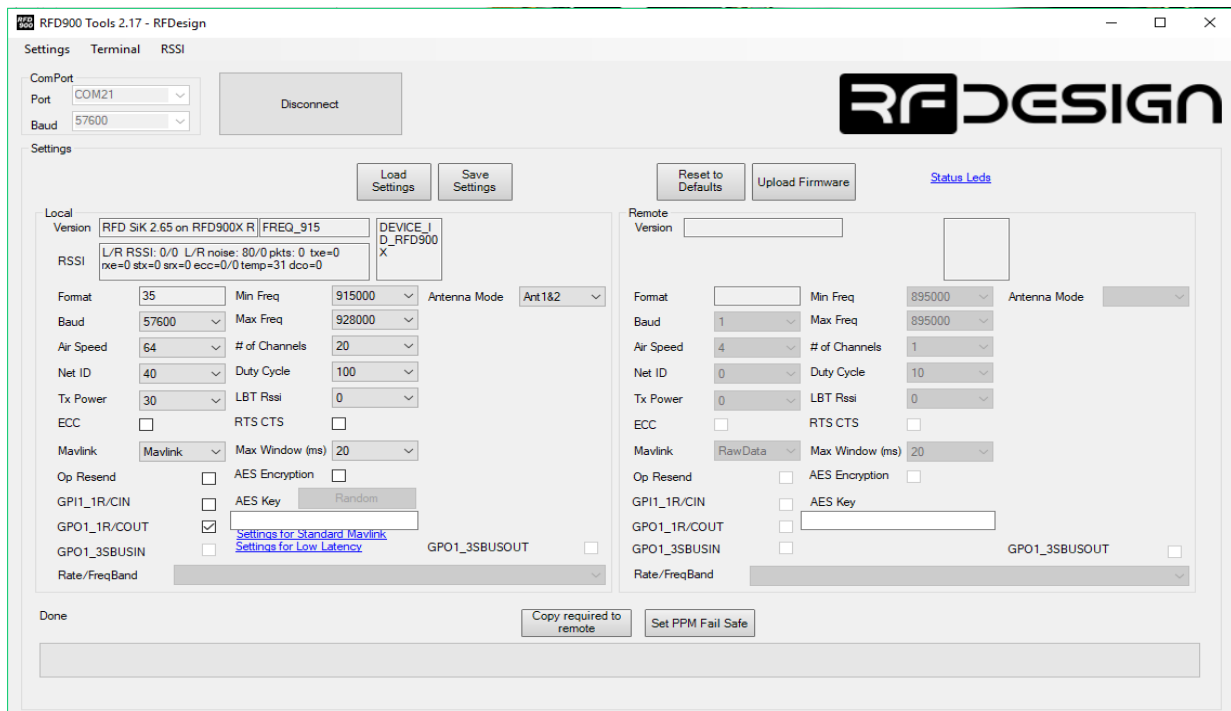 RFD900 Tools 2.17 - RFDesign
Settings Terminal RSSI
ComPort
Port COM21
Baud 57600
Disconnect
RFDESIGN
Settings
Load
Settings
Save
Settings
Reset to
Defaults
Upload Firmware
Status Leds
Local
Version RFD SiK 2.65 on RFD900X R FREQ_915
DEVICE_I
D_RFD900
X
RSSI
L/R RSSI: 0/0 L/R noise: 80/0 pkts: 0 txe=0
rxe=0 stx=0 srx=0 ecc=0/0 temp=31 dco=0
Format 35 Min Freq 915000 Antenna Mode Ant1&2
Baud 57600 Max Freq 928000
Air Speed 64 # of Channels 20
Net ID 40 Duty Cycle 100
Tx Power 30 LBT Rssi 0
ECC RTS CTS
Mavlink Mavlink Max Window (ms) 20
Op Resend AES Encryption
GPI1_1R/CIN AES Key Random
GPO1_1R/COUT
Settings for Standard Mavlink
GPO1_3SBUSIN Settings for Low Latency GPO1_3SBUSOUT
Rate/FreqBand
Remote
Version
Format Min Freq 895000 Antenna Mode
Baud 1 Max Freq 895000
Air Speed 4 # of Channels 1
Net ID 0 Duty Cycle 10
Tx Power 0 LBT Rssi 0
ECC RTS CTS
Mavlink RawData Max Window (ms) 20
Op Resend AES Encryption
GPI1_1R/CIN AES Key
GPO1_1R/COUT
GPO1_3SBUSIN GPO1_3SBUSOUT
Rate/FreqBand
Done
Copy required to
remote
Set PPM Fail Safe